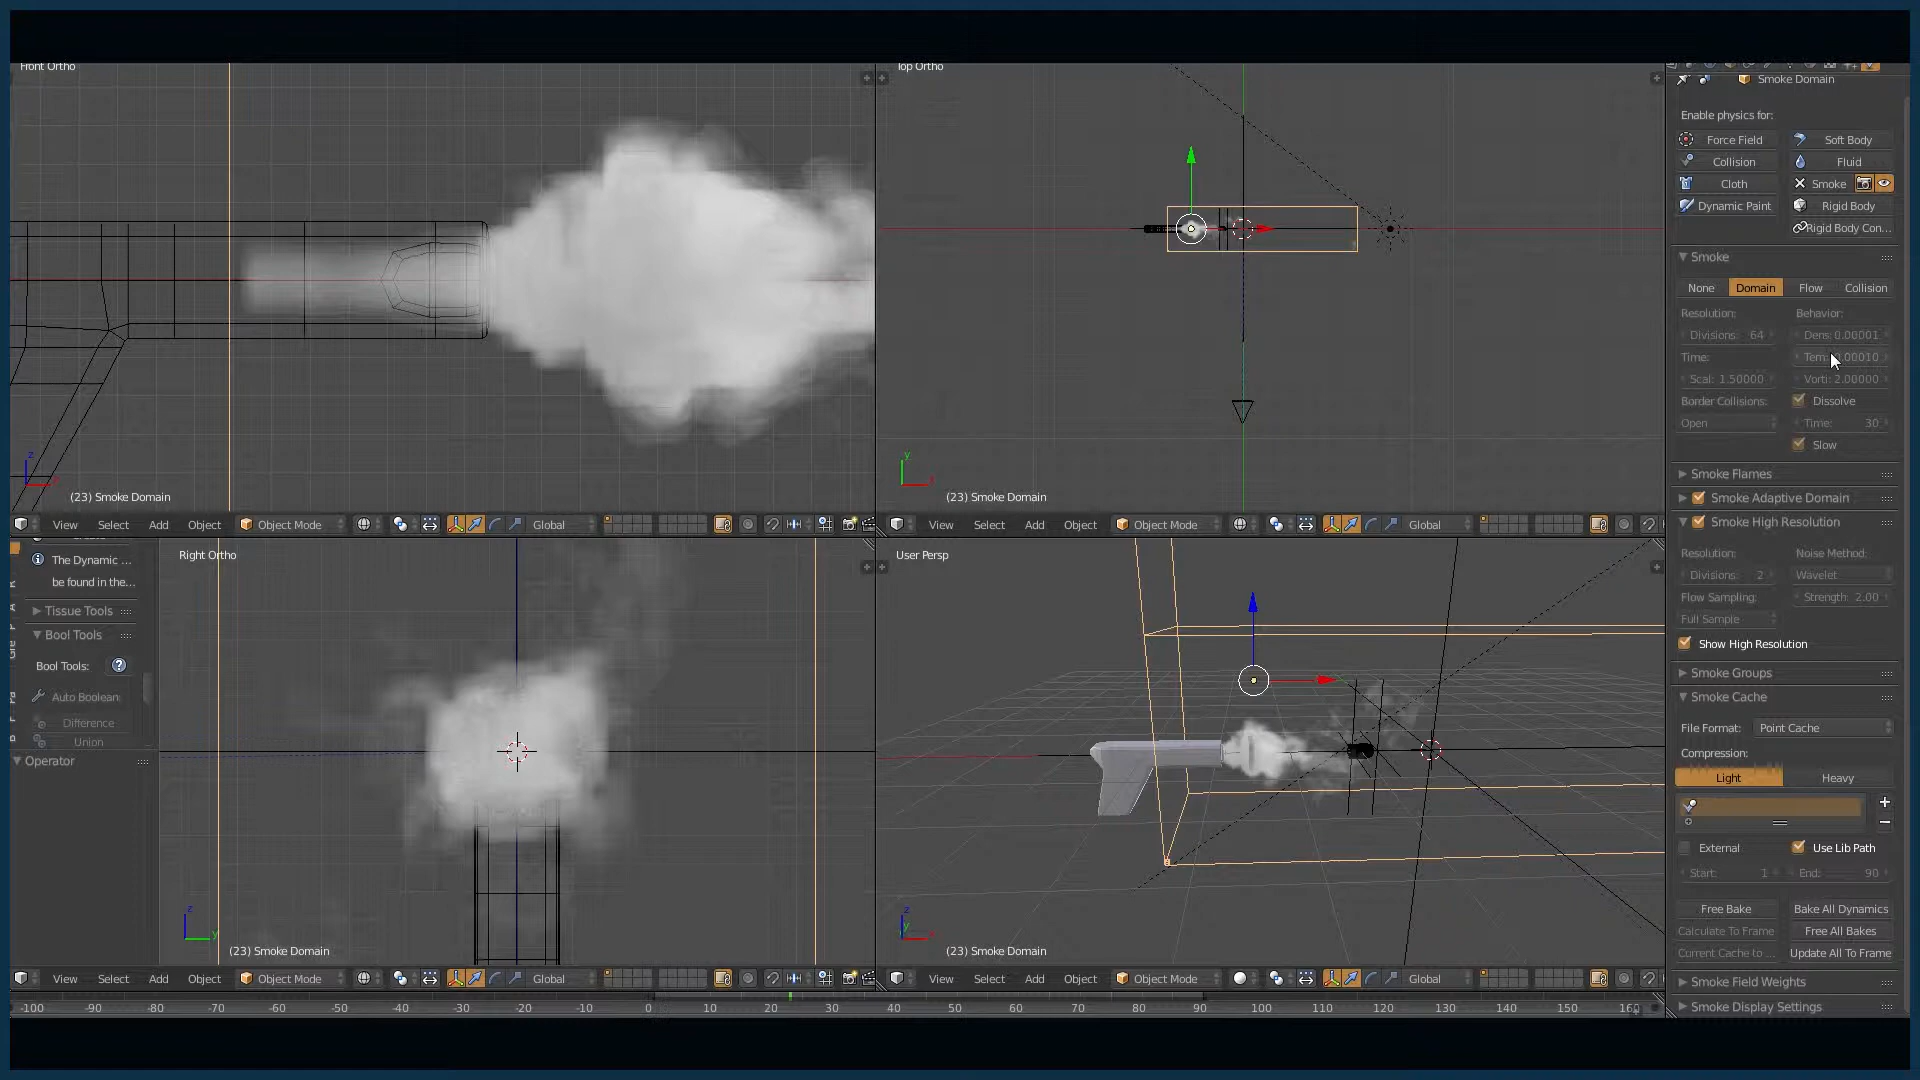 Front Ortho
Top Ortho
Smoke Domain
Enable physics for:
Force Field
Soft Body
Collision
Fluid
Cloth
Smoke
Dynamic Paint
Rigid Body
Rigid Body Con...
Smoke
None
Domain
Flow
Collision
Resolution:
Behavior:
Divisions: 64
Dens: 0.00001
Time:
Tem: 0.00010
Scal: 1.50000
Vorti: 2.00000
Border Collisions:
Dissolve
Open
Time: 30
Slow
Smoke Flames
Smoke Adaptive Domain
Smoke High Resolution
Resolution:
Noise Method:
Divisions: 2
Wavelet
Flow Sampling:
Strength: 2.00
Full Sample
Show High Resolution
Smoke Groups
Smoke Cache
File Format:
Point Cache
Compression:
Light
Heavy
External
Use Lib Path
Start: 1
End: 90
Free Bake
Bake All Dynamics
Calculate To Frame
Free All Bakes
Current Cache to ...
Update All To Frame
Smoke Field Weights
Smoke Display Settings
z
(23) Smoke Domain
y
(23) Smoke Domain
View Select Add Object Object Mode Global
View Select Add Object Object Mode Global
The Dynamic ...
be found in the...
Tissue Tools
Bool Tools
Bool Tools:
Auto Boolean
Difference
Union
Operator
Right Ortho
User Persp
z
y
(23) Smoke Domain
z
y
(23) Smoke Domain
View Select Add Object Object Mode Global
View Select Add Object Object Mode Global
-100 -90 -80 -70 -60 -50 -40 -30 -20 -10 0 10 20 30 40 50 60 70 80 90 100 110 120 130 140 150 160